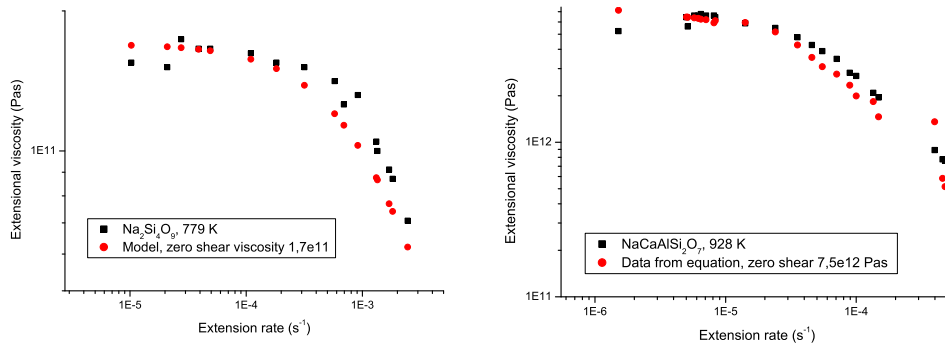 Extensional viscosity (Pas)
1E11
Na₂Si₄O₉, 779 K
Model, zero shear viscosity 1,7e11
1E-5 1E-4 1E-3
Extension rate (s⁻¹)
Extensional viscosity (Pas)
1E12
1E11
NaCaAlSi₂O₇, 928 K
Data from equation, zero shear 7,5e12 Pas
1E-6 1E-5 1E-4
Extension rate (s⁻¹)